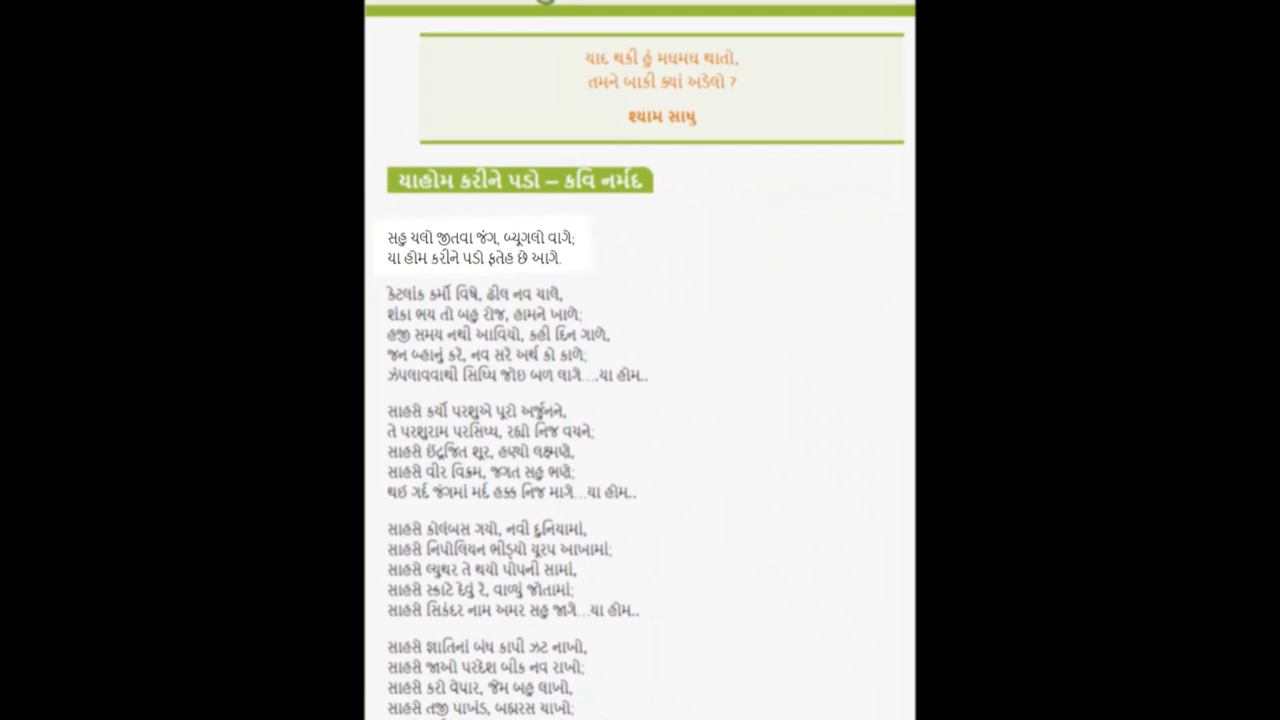 યાદ થકી હું મઘમઘ થાતો,
તમને બાકી ક્યાં અડેલો ?
શ્યામ સાધુ
યાહોમ કરીને પડો – કવિ નર્મદ
સહુ ચલો જીતવા જંગ, બ્યૂગલો વાગે;
યા હોમ કરીને પડો ફતેહ છે આગે.
કેટલાંક કર્મો વિષે, ઢીલ નવ ચાલે,
શંકા ભય તો બહુ રોજ, હામને ખાળે;
હજી સમય નથી આવિયો, કહી દિન ગાળે,
જન બ્હાનું કરે, નવ સરે અર્થ કો કાળે;
ઝંપલાવવાથી સિધ્ધિ જોઇ બળ લાગે….યા હોમ..
સાહસે કર્યો પરશુએ પૂરો અર્જુનને,
તે પરશુરામ પરસિધ્ધ, રહ્યો નિજ વચને;
સાહસે ઈંદ્રજિત શૂર, હણ્યો લક્ષ્મણે,
સાહસે વીર વિક્રમ, જગત સહુ ભણે;
થઇ ગર્દ જંગમાં મર્દ હક્ક નિજ માગે…યા હોમ..
સાહસે કોલંબસ ગયો, નવી દુનિયામાં,
સાહસે નિપોલિયન ભીડ્યો યૂરપ આખામાં;
સાહસે લ્યુથર તે થયો પોપની સામાં,
સાહસે સ્કાટે દેવું રે, વાળ્યું જોતામાં;
સાહસે સિકંદર નામ અમર સહુ જાગે…યા હોમ..
સાહસે જ્ઞાતિનાં બંધ કાપી ઝટ નાખો,
સાહસે જાઓ પરદેશ બીક નવ રાખો;
સાહસે કરો વેપાર, જેમ બહુ લાખો,
સાહસે તજી પાખંડ, બહ્મરસ ચાખો;